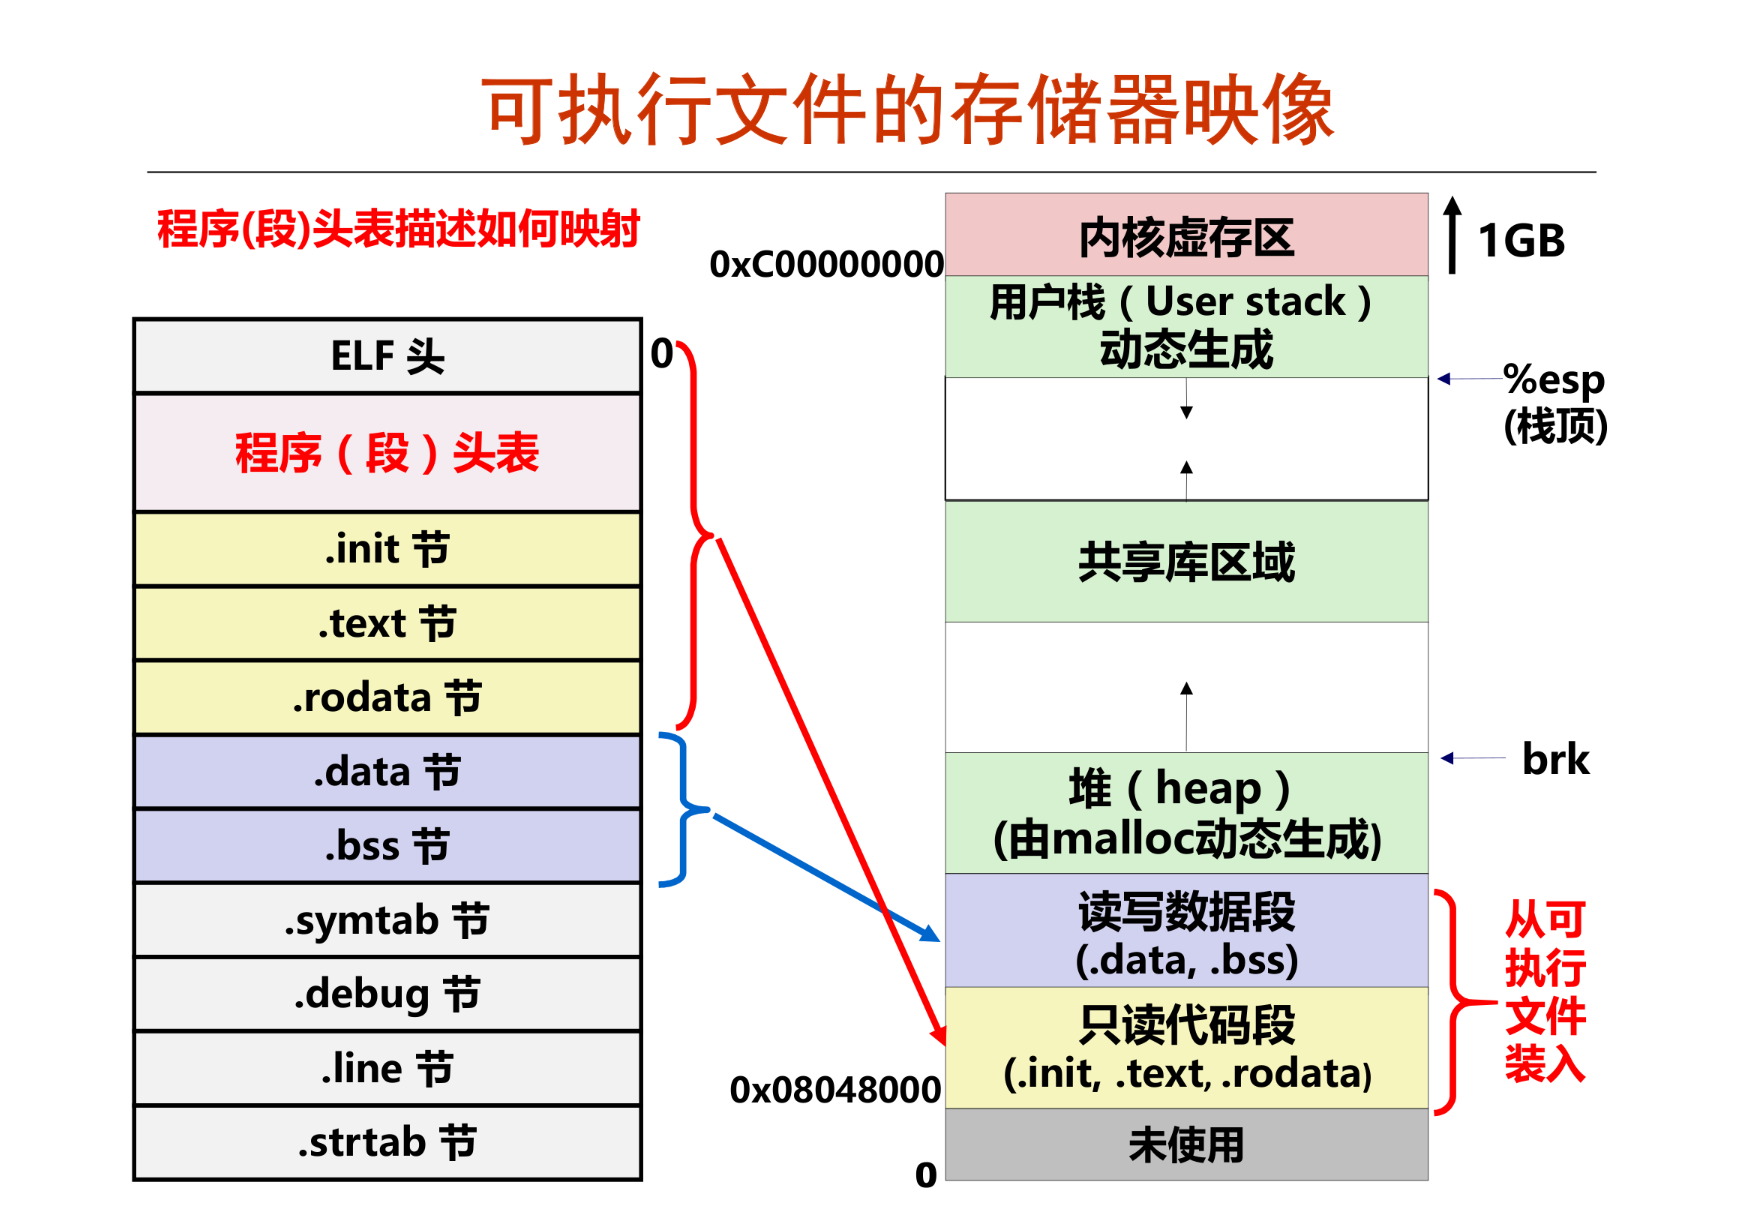 可执行文件的存储器映像
程序(段)头表描述如何映射
ELF 头
0
程序（段）头表
.init 节
.text 节
.rodata 节
.data 节
.bss 节
.symtab 节
.debug 节
.line 节
.strtab 节
0xC00000000
内核虚存区
1GB
用户栈（User stack）
动态生成
%esp
(栈顶)
共享库区域
brk
堆（heap）
(由malloc动态生成)
读写数据段
(.data, .bss)
只读代码段
(.init, .text, .rodata)
从可
执行
文件
装入
0x08048000
未使用
0